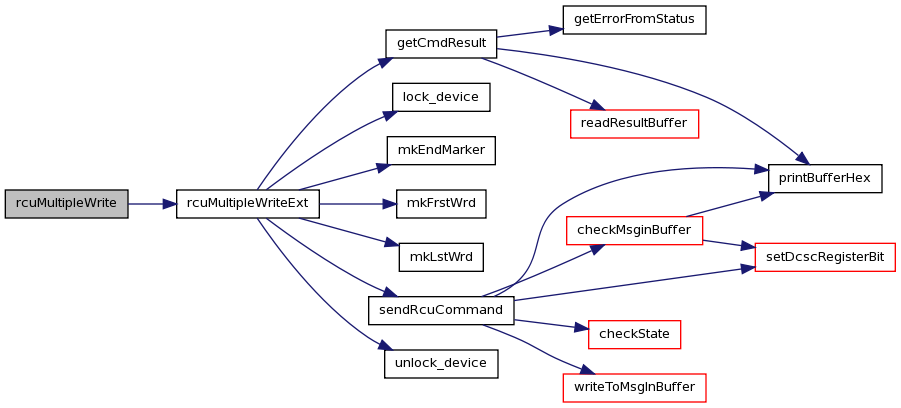 getErrorFromStatus
getCmdResult
lock_device
readResultBuffer
mkEndMarker
printBufferHex
rcuMultipleWrite
rcuMultipleWriteExt
mkFrstWrd
checkMsginBuffer
mkLstWrd
setDcscRegisterBit
sendRcuCommand
checkState
unlock_device
writeToMsgInBuffer